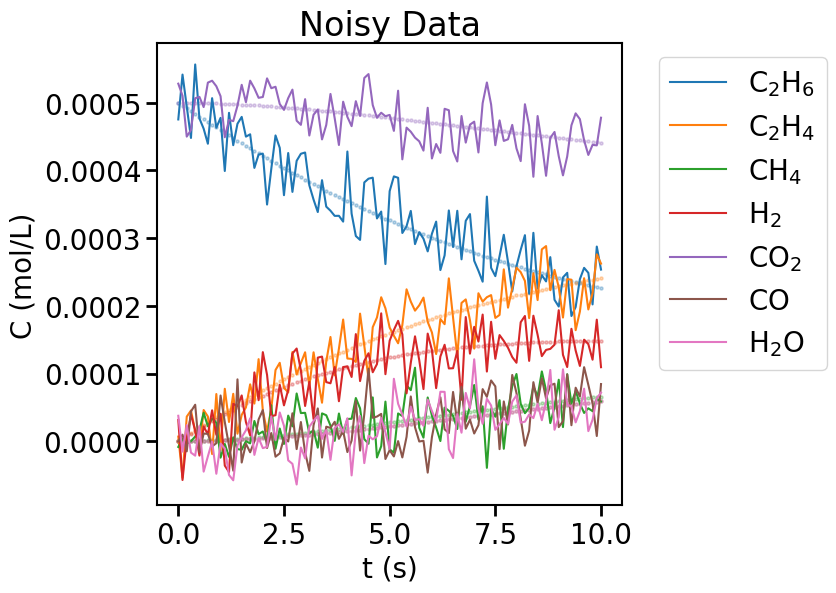 Noisy Data
C (mol/L)
0.0005
0.0004
0.0003
0.0002
0.0001
0.0000
0.0
2.5
5.0
7.5
10.0
t (s)
C₂H₆
C₂H₄
CH₄
H₂
CO₂
CO
H₂O